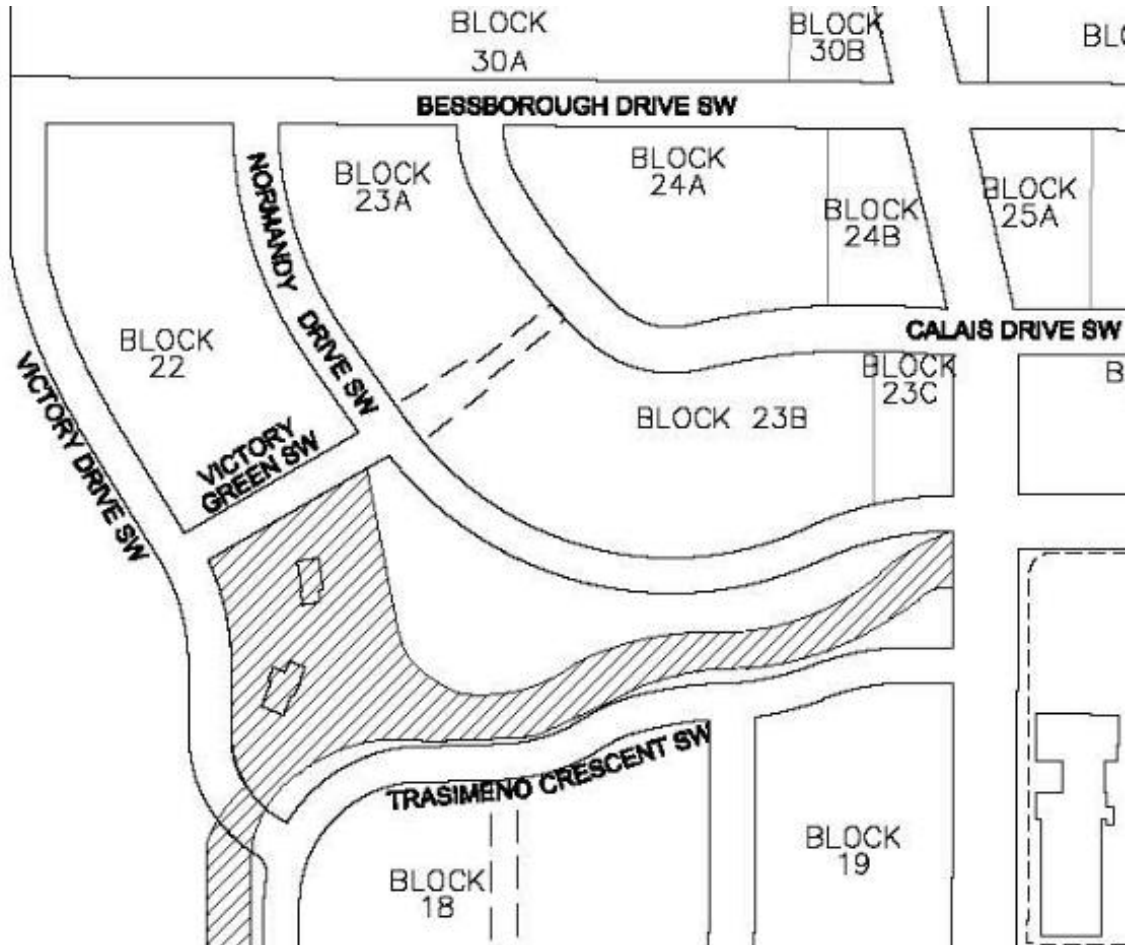 BLOCK
30A
BLOCK
30B
BLO
BESSBOROUGH DRIVE SW
BLOCK
23A
BLOCK
24A
BLOCK
24B
BLOCK
25A
NORMANDY DRIVE SW
BLOCK
22
CALAIS DRIVE SW
BLOCK
23C
B
BLOCK 23B
VICTORY DRIVE SW
VICTORY
GREEN SW
TRASIMENO CRESCENT SW
BLOCK
18
BLOCK
19